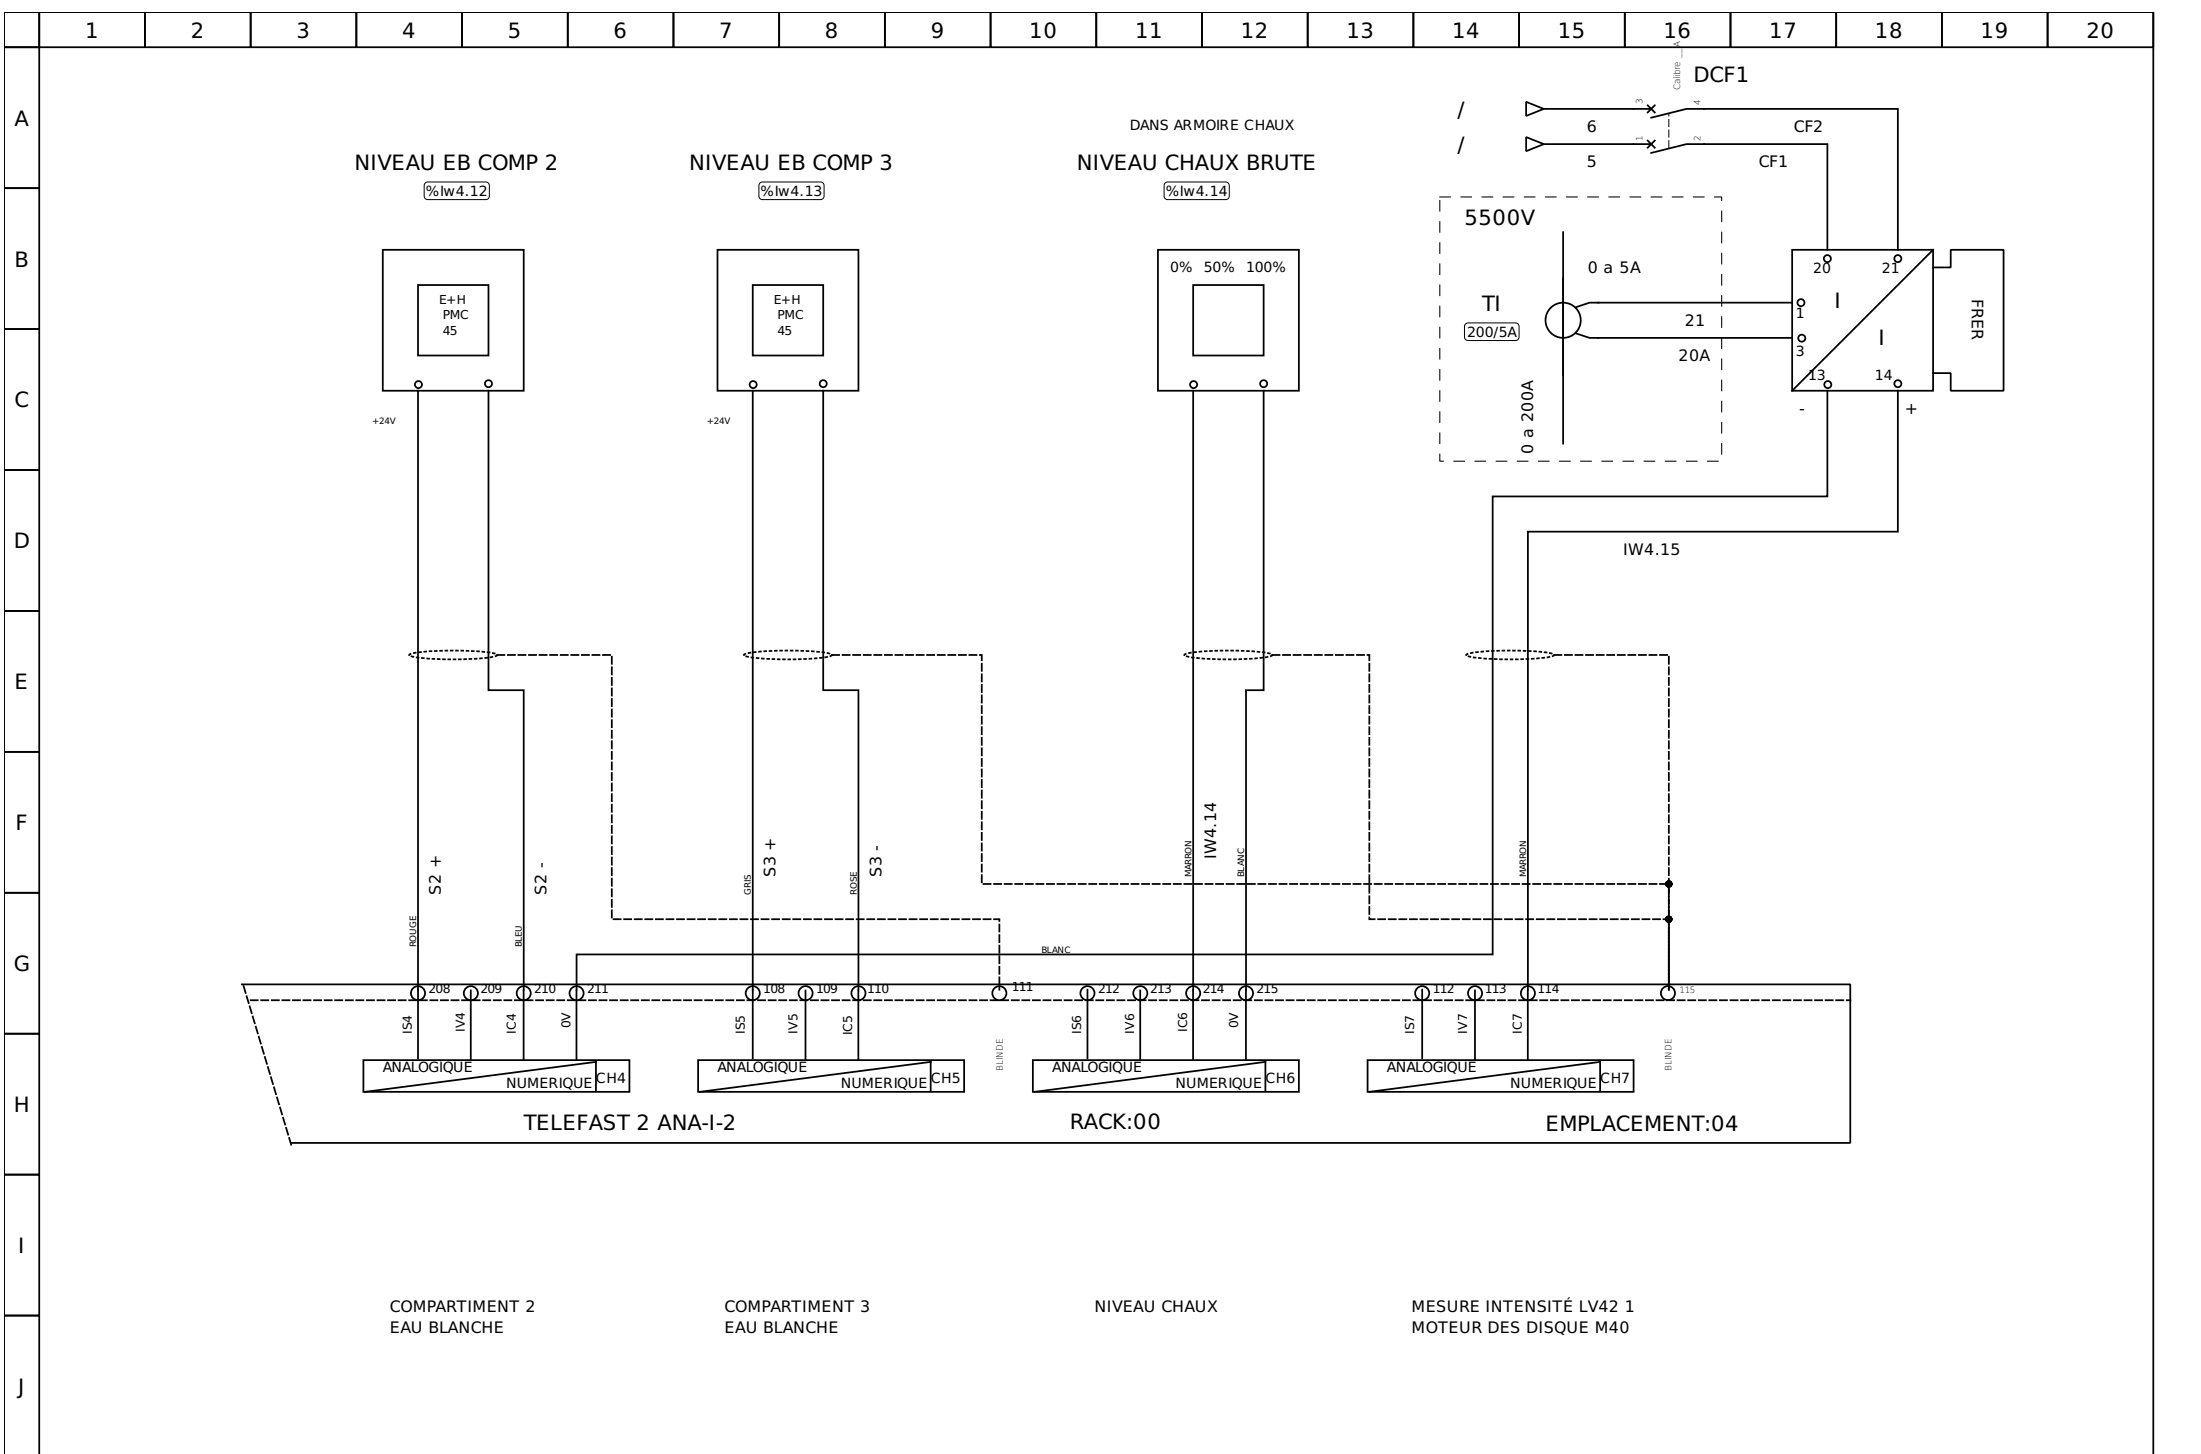 1 2 3 4 5 6 7 8 9 10 11 12 13 14 15 16 17 18 19 20
A
B
C
D
E
F
G
H
I
J
Calibre __A
DCF1
/ 3 4
6 CF2
/ 1 2
5 CF1
DANS ARMOIRE CHAUX
NIVEAU EB COMP 2 NIVEAU EB COMP 3 NIVEAU CHAUX BRUTE
%Iw4.12 %Iw4.13 %Iw4.14
5500V
0% 50% 100% 0 a 5A 20 21
E+H
PMC
45
E+H
PMC
45
TI
200/5A
21
20A
0 a 200A
1 I
3 I
13 14
- +
FRER
+24V +24V
IW4.15
S2 + S2 - S3 + S3 - IW4.14
ROUGE BLEU GRIS ROSE MARRON BLANC MARRON
BLANC
208 209 210 211 108 109 110 111 212 213 214 215 112 113 114 115
IS4 IV4 IC4 0V IS5 IV5 IC5 IS6 IV6 IC6 0V IS7 IV7 IC7
BLINDE BLINDE
ANALOGIQUE NUMERIQUE CH4
ANALOGIQUE NUMERIQUE CH5
ANALOGIQUE NUMERIQUE CH6
ANALOGIQUE NUMERIQUE CH7
TELEFAST 2 ANA-I-2 RACK:00 EMPLACEMENT:04
COMPARTIMENT 2
EAU BLANCHE
COMPARTIMENT 3
EAU BLANCHE
NIVEAU CHAUX
MESURE INTENSITÉ LV42 1
MOTEUR DES DISQUE M40